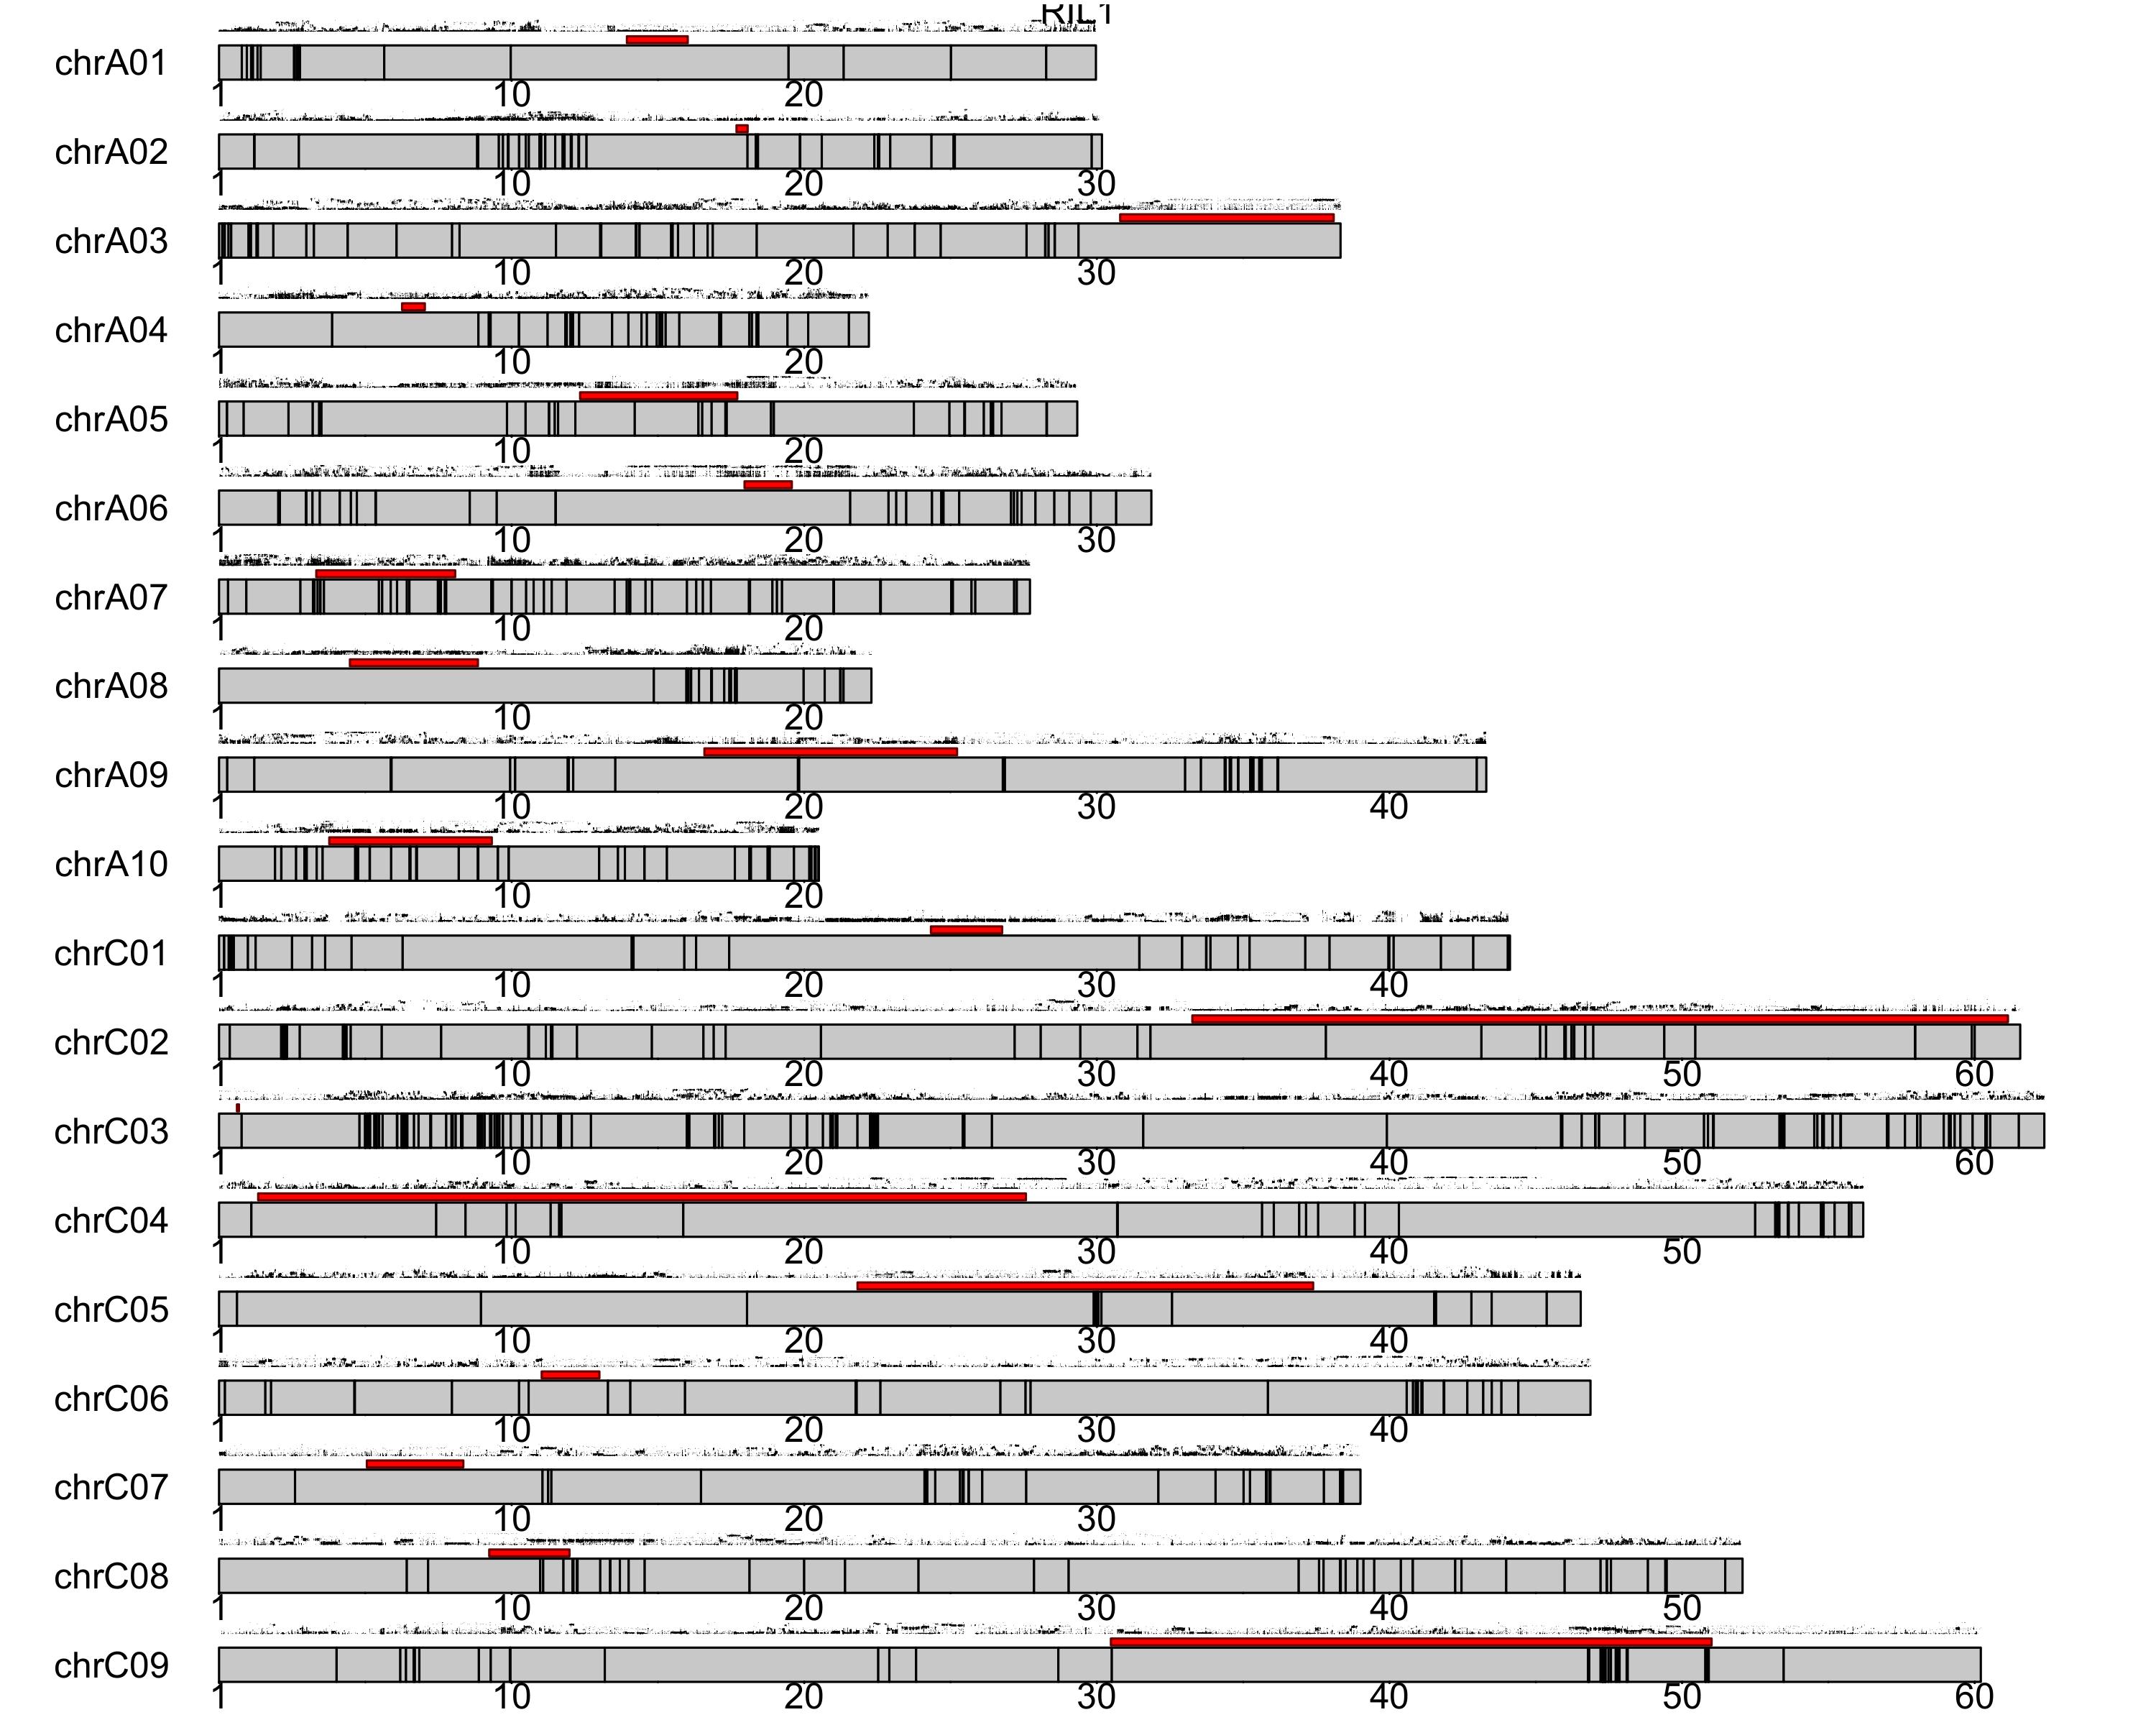 RIL1
chrA01
1 10 20
chrA02
1 10 20 30
chrA03
1 10 20 30
chrA04
1 10 20
chrA05
1 10 20
chrA06
1 10 20 30
chrA07
1 10 20
chrA08
1 10 20
chrA09
1 10 20 30 40
chrA10
1 10 20
chrC01
1 10 20 30 40
chrC02
1 10 20 30 40 50 60
chrC03
1 10 20 30 40 50 60
chrC04
1 10 20 30 40 50
chrC05
1 10 20 30 40
chrC06
1 10 20 30 40
chrC07
1 10 20 30
chrC08
1 10 20 30 40 50
chrC09
1 10 20 30 40 50 60